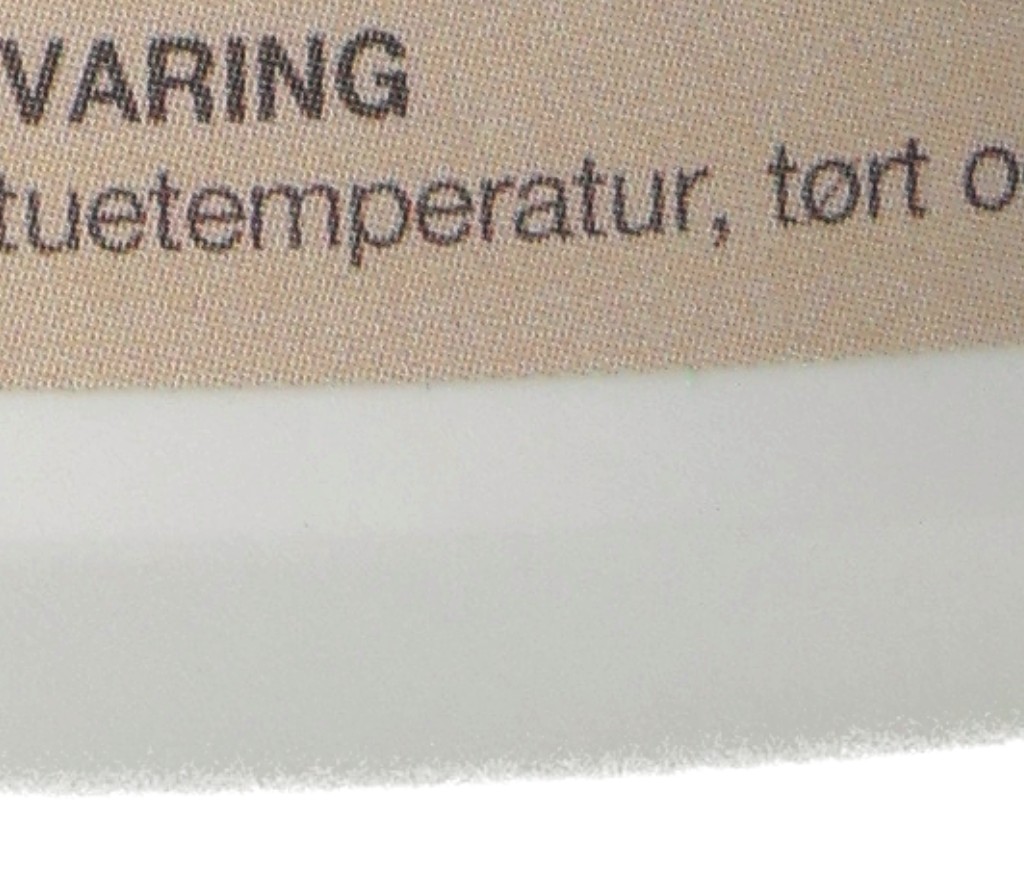 VARING
tuetemperatur, tørt o